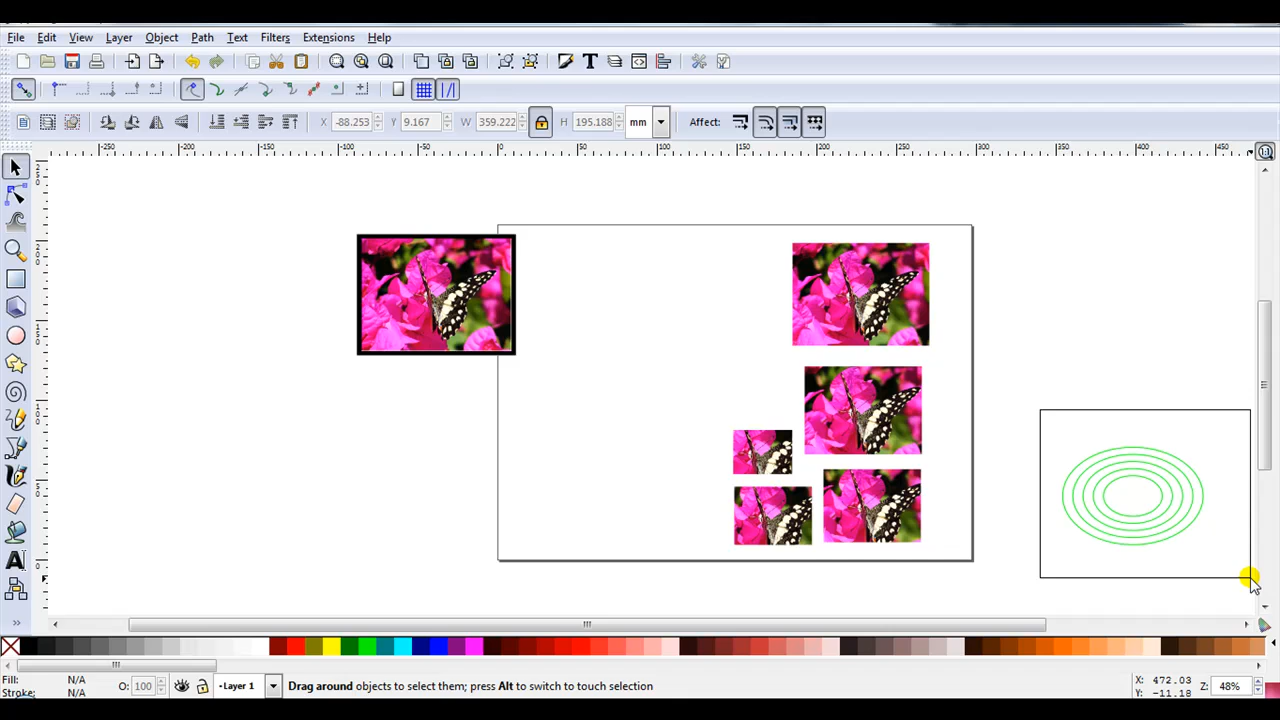 File Edit View Layer Object Path Text Filters Extensions Help
X -88.253 Y 9.167 W 359.222 H 195.188 mm Affect:
-250 -200 -150 -100 -50 0 50 100 150 200 250 300 350 400 450
Fill: N/A
Stroke: N/A
O: 100
Layer 1
Drag around objects to select them; press Alt to switch to touch selection
X: 472.03
Y: -11.18
Z: 48%